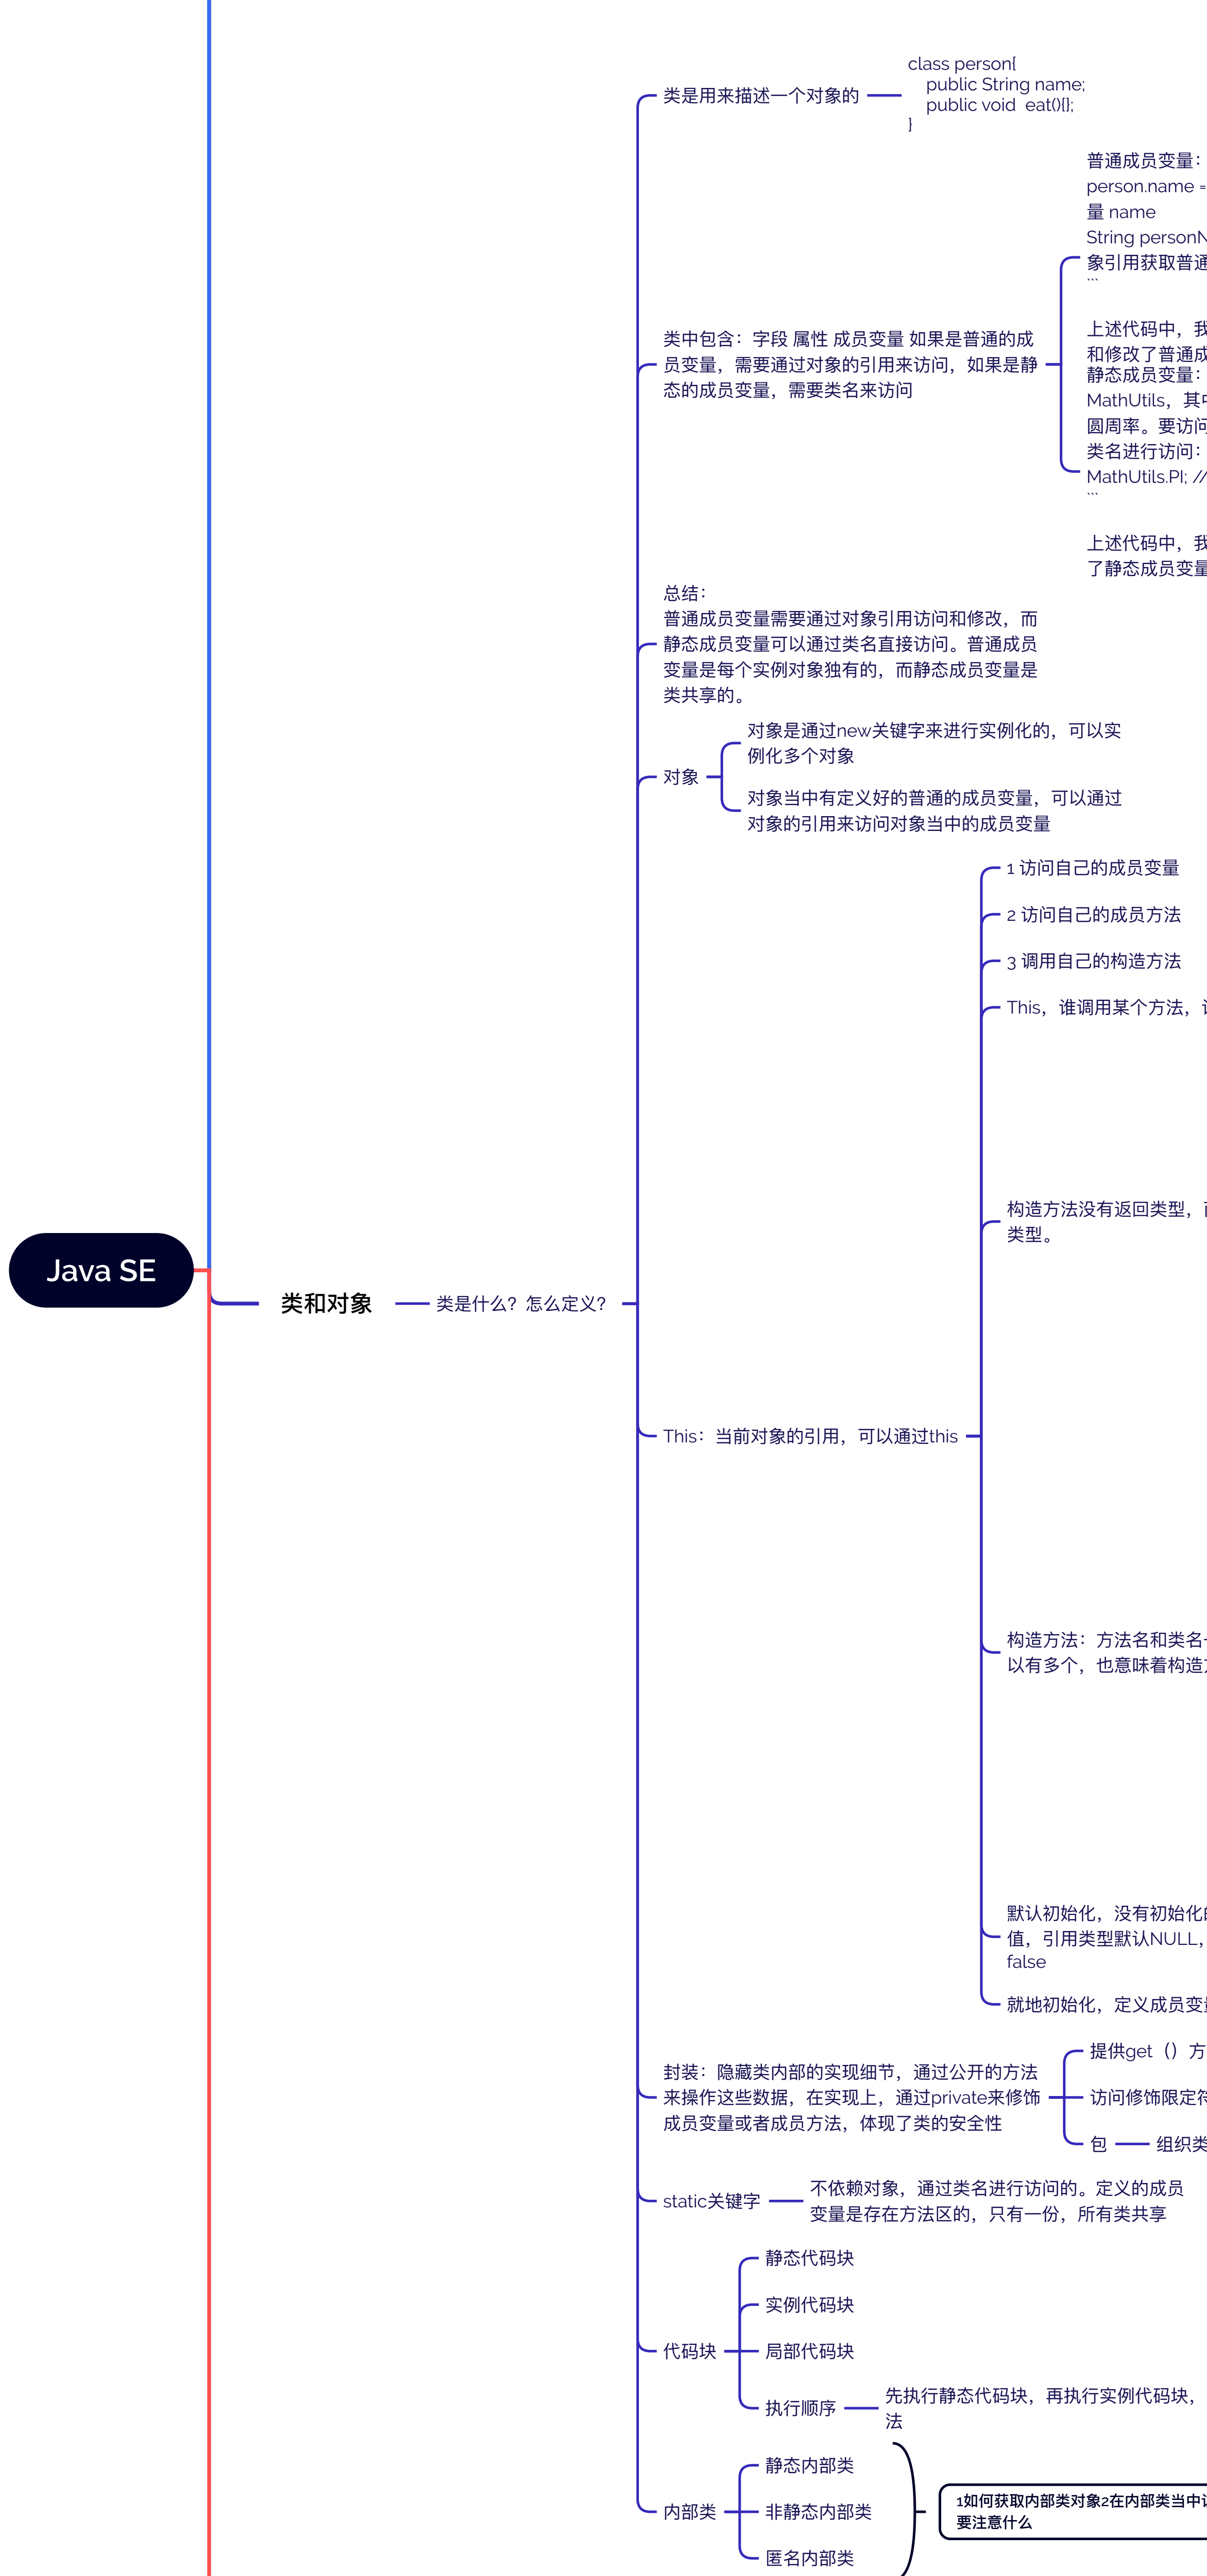 class person{
public String name;
public void eat(){};
}
类是用来描述一个对象的
普通成员变量：
person.name =
量 name
String personN
象引用获取普通
```
上述代码中，我
和修改了普通成
静态成员变量：
MathUtils，其中
圆周率。要访问
类名进行访问：
MathUtils.PI; //
```
上述代码中，我
了静态成员变量
类中包含：字段 属性 成员变量 如果是普通的成
员变量，需要通过对象的引用来访问，如果是静
态的成员变量，需要类名来访问
总结：
普通成员变量需要通过对象引用访问和修改，而
静态成员变量可以通过类名直接访问。普通成员
变量是每个实例对象独有的，而静态成员变量是
类共享的。
对象
对象是通过new关键字来进行实例化的，可以实
例化多个对象
对象当中有定义好的普通的成员变量，可以通过
对象的引用来访问对象当中的成员变量
1 访问自己的成员变量
2 访问自己的成员方法
3 调用自己的构造方法
This，谁调用某个方法，
构造方法没有返回类型，
类型。
Java SE
类和对象
类是什么？怎么定义？
This：当前对象的引用，可以通过this
构造方法：方法名和类名
以有多个，也意味着构造
默认初始化，没有初始化的
值，引用类型默认NULL，
false
就地初始化，定义成员变量
封装：隐藏类内部的实现细节，通过公开的方法
来操作这些数据，在实现上，通过private来修饰
成员变量或者成员方法，体现了类的安全性
提供get（）方
访问修饰限定符
包
组织类
static关键字
不依赖对象，通过类名进行访问的。定义的成员
变量是存在方法区的，只有一份，所有类共享
代码块
静态代码块
实例代码块
局部代码块
执行顺序
先执行静态代码块，再执行实例代码块，
法
内部类
静态内部类
非静态内部类
匿名内部类
1如何获取内部类对象2在内部类当中
要注意什么